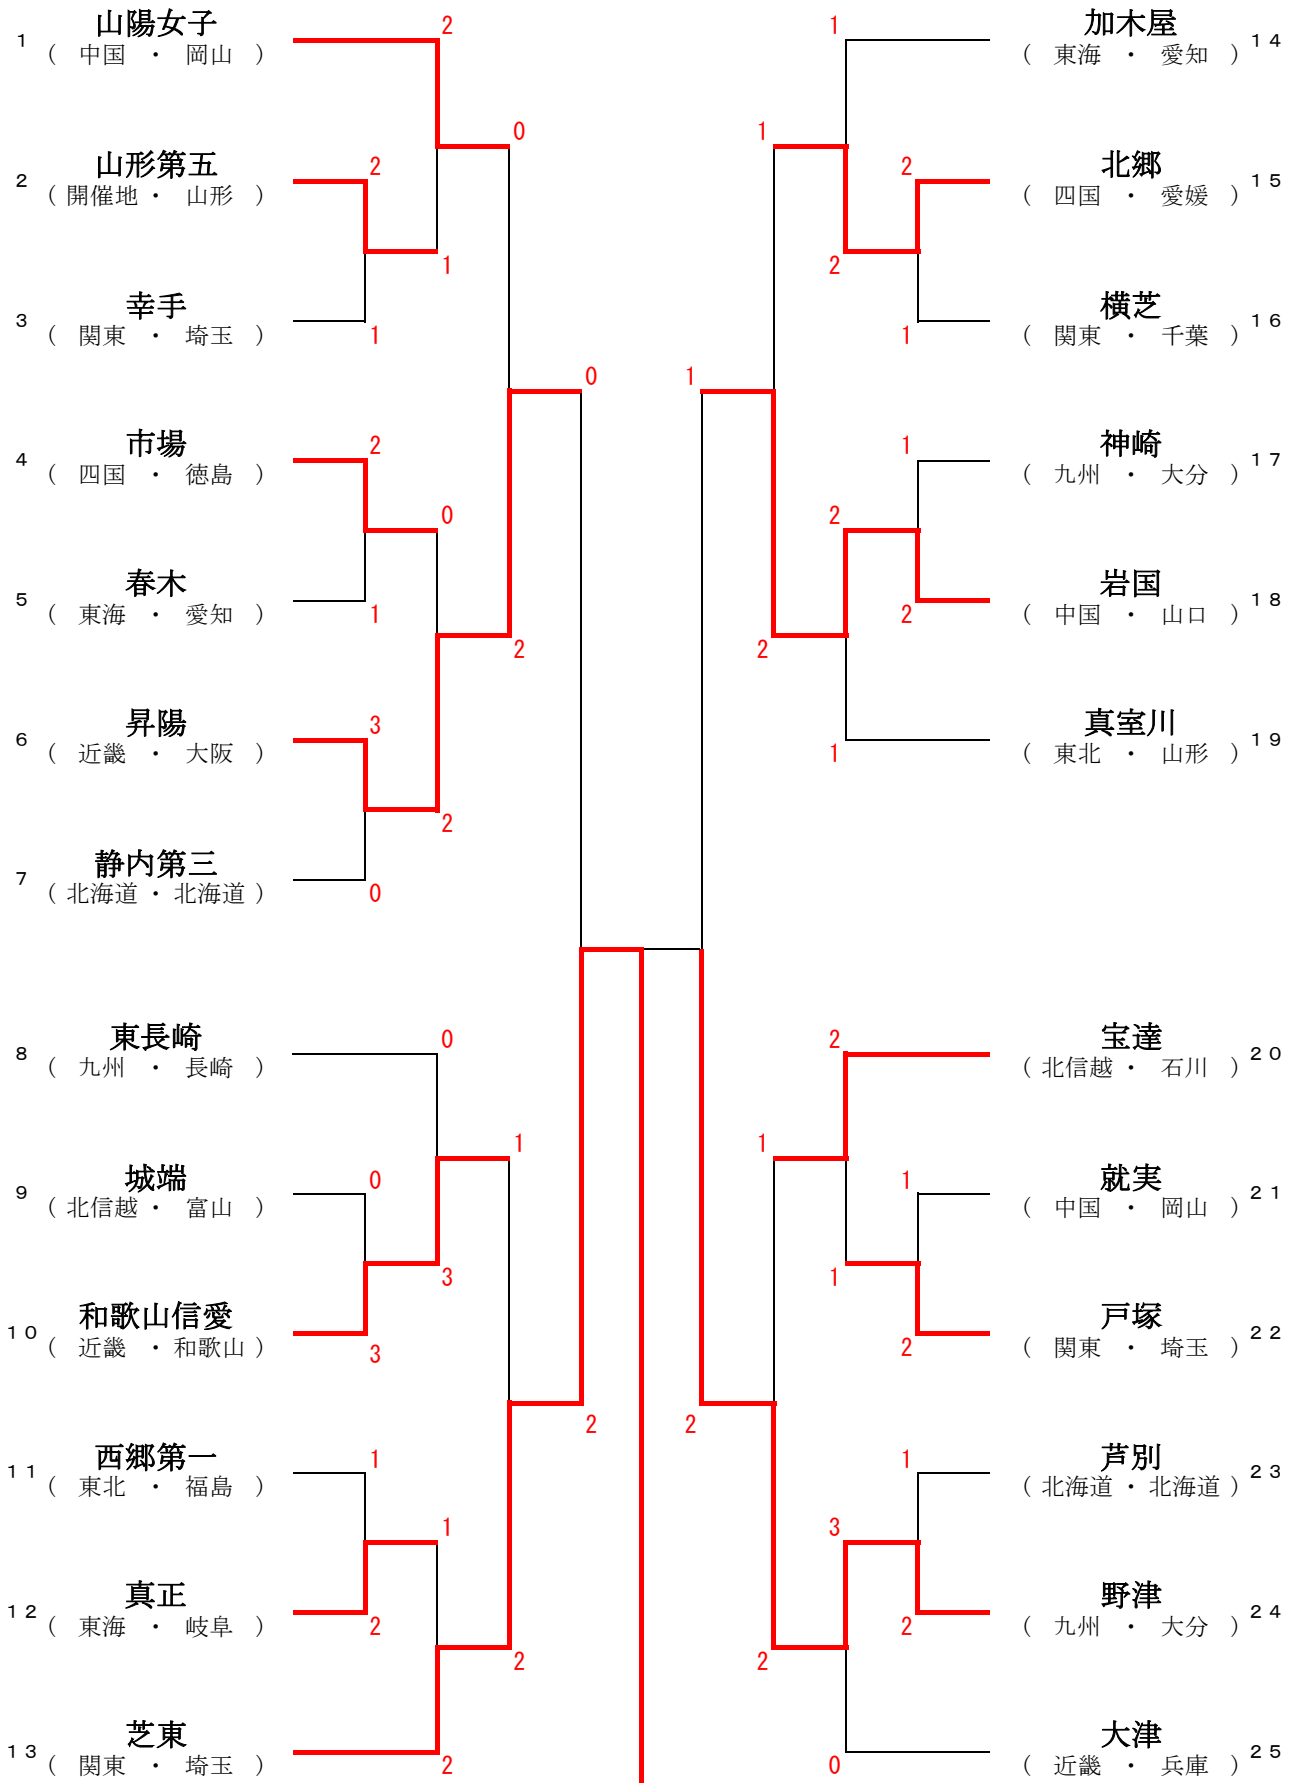 山陽女子 2 1 加木屋
1 ( 中国 ・ 岡山 ) ( 東海 ・ 愛知 ) 14
0 1
山形第五 2 2 北郷
2 ( 開催地 ・ 山形 ) ( 四国 ・ 愛媛 ) 15
1 2
幸手 横芝
3 ( 関東 ・ 埼玉 ) 1 1 ( 関東 ・ 千葉 ) 16
0 1
市場 2 1 神崎
4 ( 四国 ・ 徳島 ) ( 九州 ・ 大分 ) 17
0 2
春木 岩国
5 ( 東海 ・ 愛知 ) 1 2 ( 中国 ・ 山口 ) 18
2 2
昇陽 3 真室川
6 ( 近畿 ・ 大阪 ) 1 ( 東北 ・ 山形 ) 19
2
静内第三
7 ( 北海道 ・ 北海道 ) 0
東長崎 0 2 宝達
8 ( 九州 ・ 長崎 ) ( 北信越 ・ 石川 ) 20
1 1
城端 0 1 就実
9 ( 北信越 ・ 富山 ) ( 中国 ・ 岡山 ) 21
3 1
和歌山信愛 戸塚
10 ( 近畿 ・ 和歌山 ) 3 2 ( 関東 ・ 埼玉 ) 22
2 2
西郷第一 1 1 芦別
11 ( 東北 ・ 福島 ) ( 北海道 ・ 北海道 ) 23
1 3
真正 野津
12 ( 東海 ・ 岐阜 ) 2 2 ( 九州 ・ 大分 ) 24
2 2
芝東 大津
13 ( 関東 ・ 埼玉 ) 2 0 ( 近畿 ・ 兵庫 ) 25